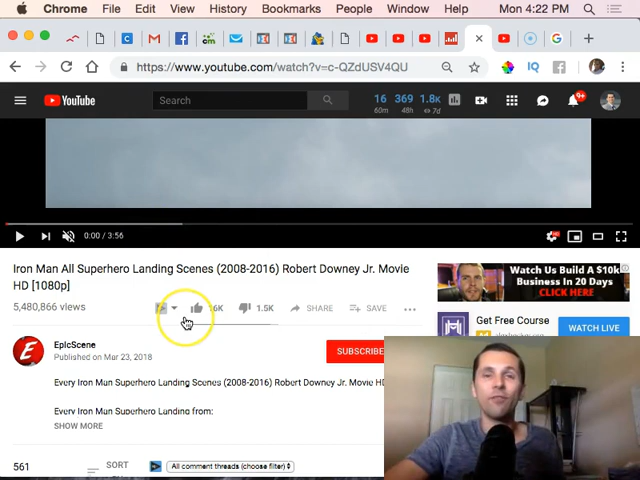 Chrome File Edit View History Bookmarks People Window Help Mon 4:22 PM
https://www.youtube.com/watch?v=c-QZdUSV4QU
YouTube Search 16 369 1.8K 9+
60m 48h 7d
0:00 / 3:56
Iron Man All Superhero Landing Scenes (2008-2016) Robert Downey Jr. Movie
HD [1080p]
5,480,866 views 16K 1.5K SHARE SAVE
Watch Us Build A $10k
Business In 20 Days
CLICK HERE
Get Free Course
Ad
WATCH LIVE
EpicScene
Published on Mar 23, 2018
SUBSCRIBE
Every Iron Man Superhero Landing Scenes (2008-2016) Robert Downey Jr. Movie HD
Every Iron Man Superhero Landing from:
SHOW MORE
561 SORT All comment threads (choose filter)